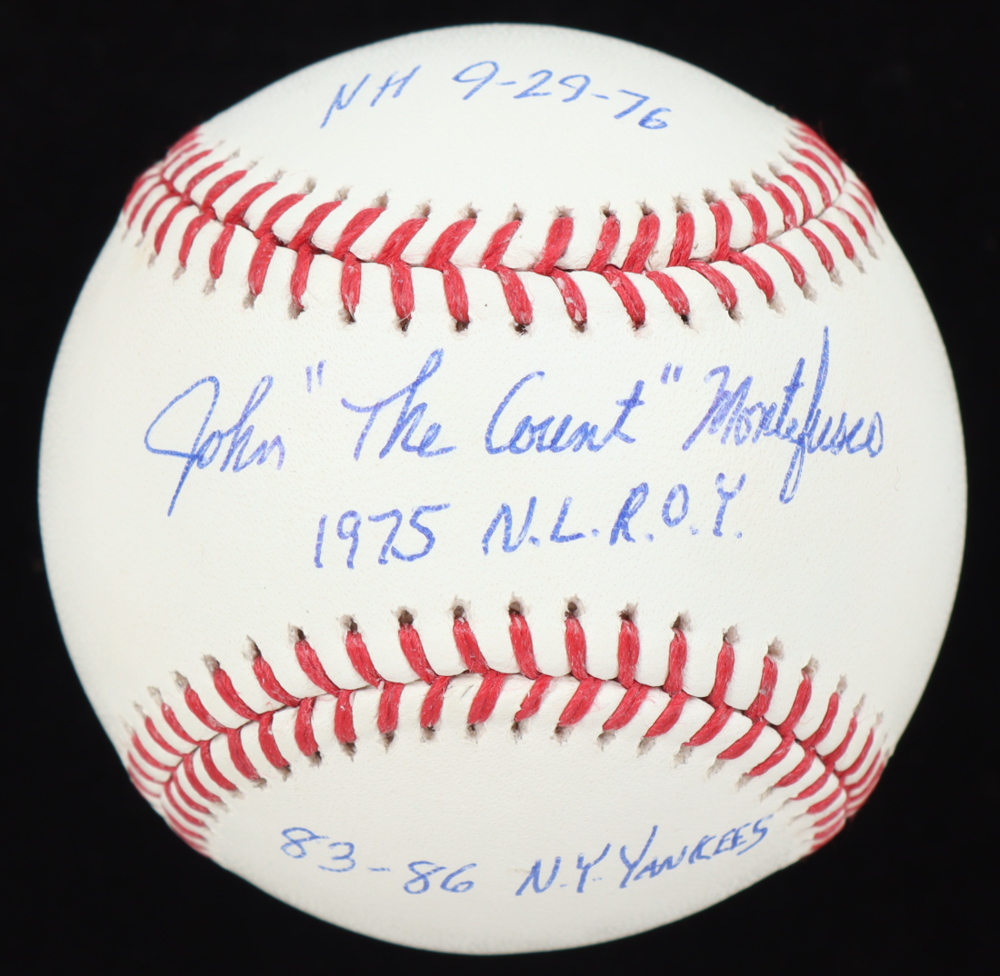 NH 9-29-76
John "The Count" Montefusco
1975 N.L.R.O.Y.
83-86 N.Y. YANKEES